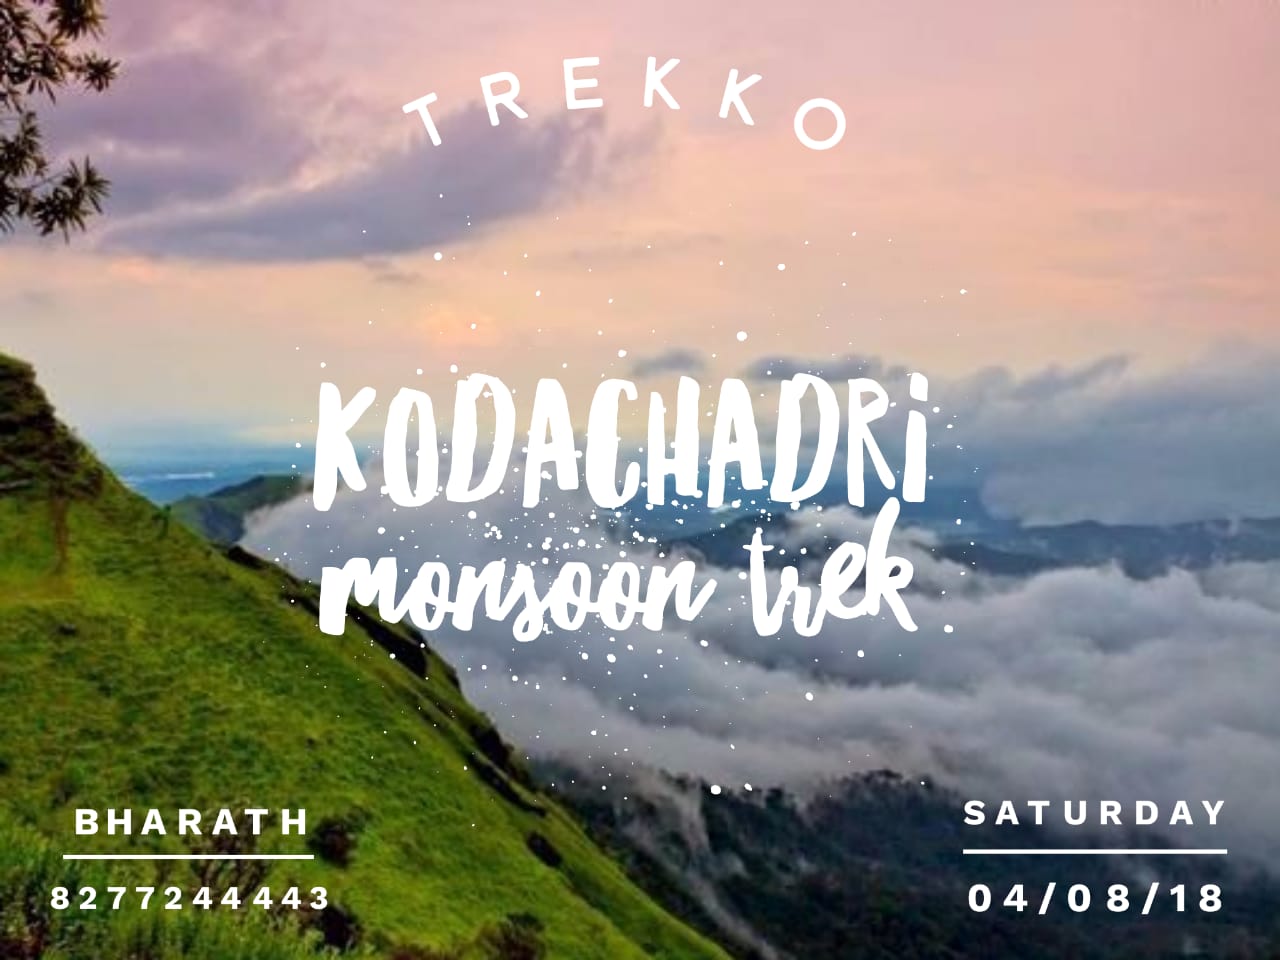 TREKKO
KODACHADRi
monsoon trek
BHARATH
8277244443
SATURDAY
04/08/18